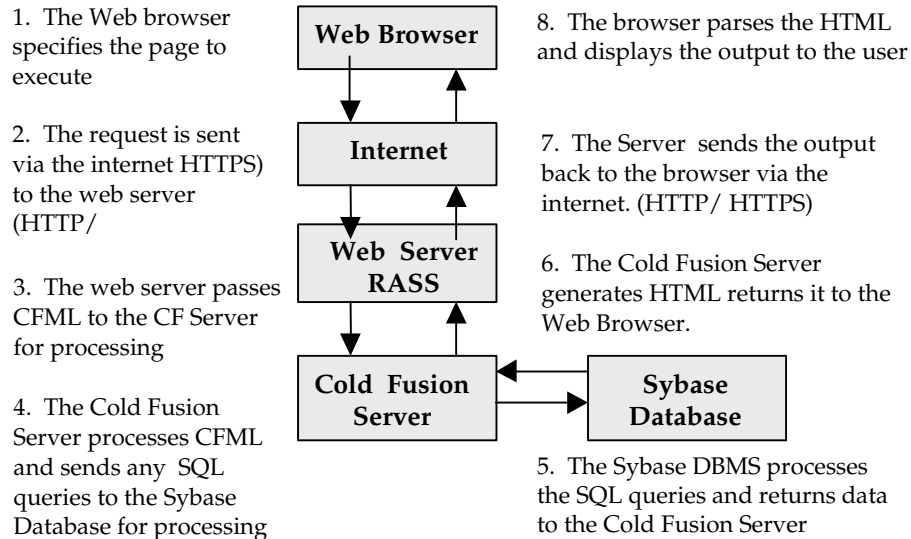 1. The Web browser
specifies the page to
execute
2. The request is sent
via the internet HTTPS)
to the web server
(HTTP/
3. The web server passes
CFML to the CF Server
for processing
4. The Cold Fusion
Server processes CFML
and sends any SQL
queries to the Sybase
Database for processing
Web Browser
Internet
Web Server
RASS
Cold Fusion
Server
Sybase
Database
8. The browser parses the HTML
and displays the output to the user
7. The Server sends the output
back to the browser via the
internet. (HTTP/ HTTPS)
6. The Cold Fusion Server
generates HTML returns it to the
Web Browser.
5. The Sybase DBMS processes
the SQL queries and returns data
to the Cold Fusion Server